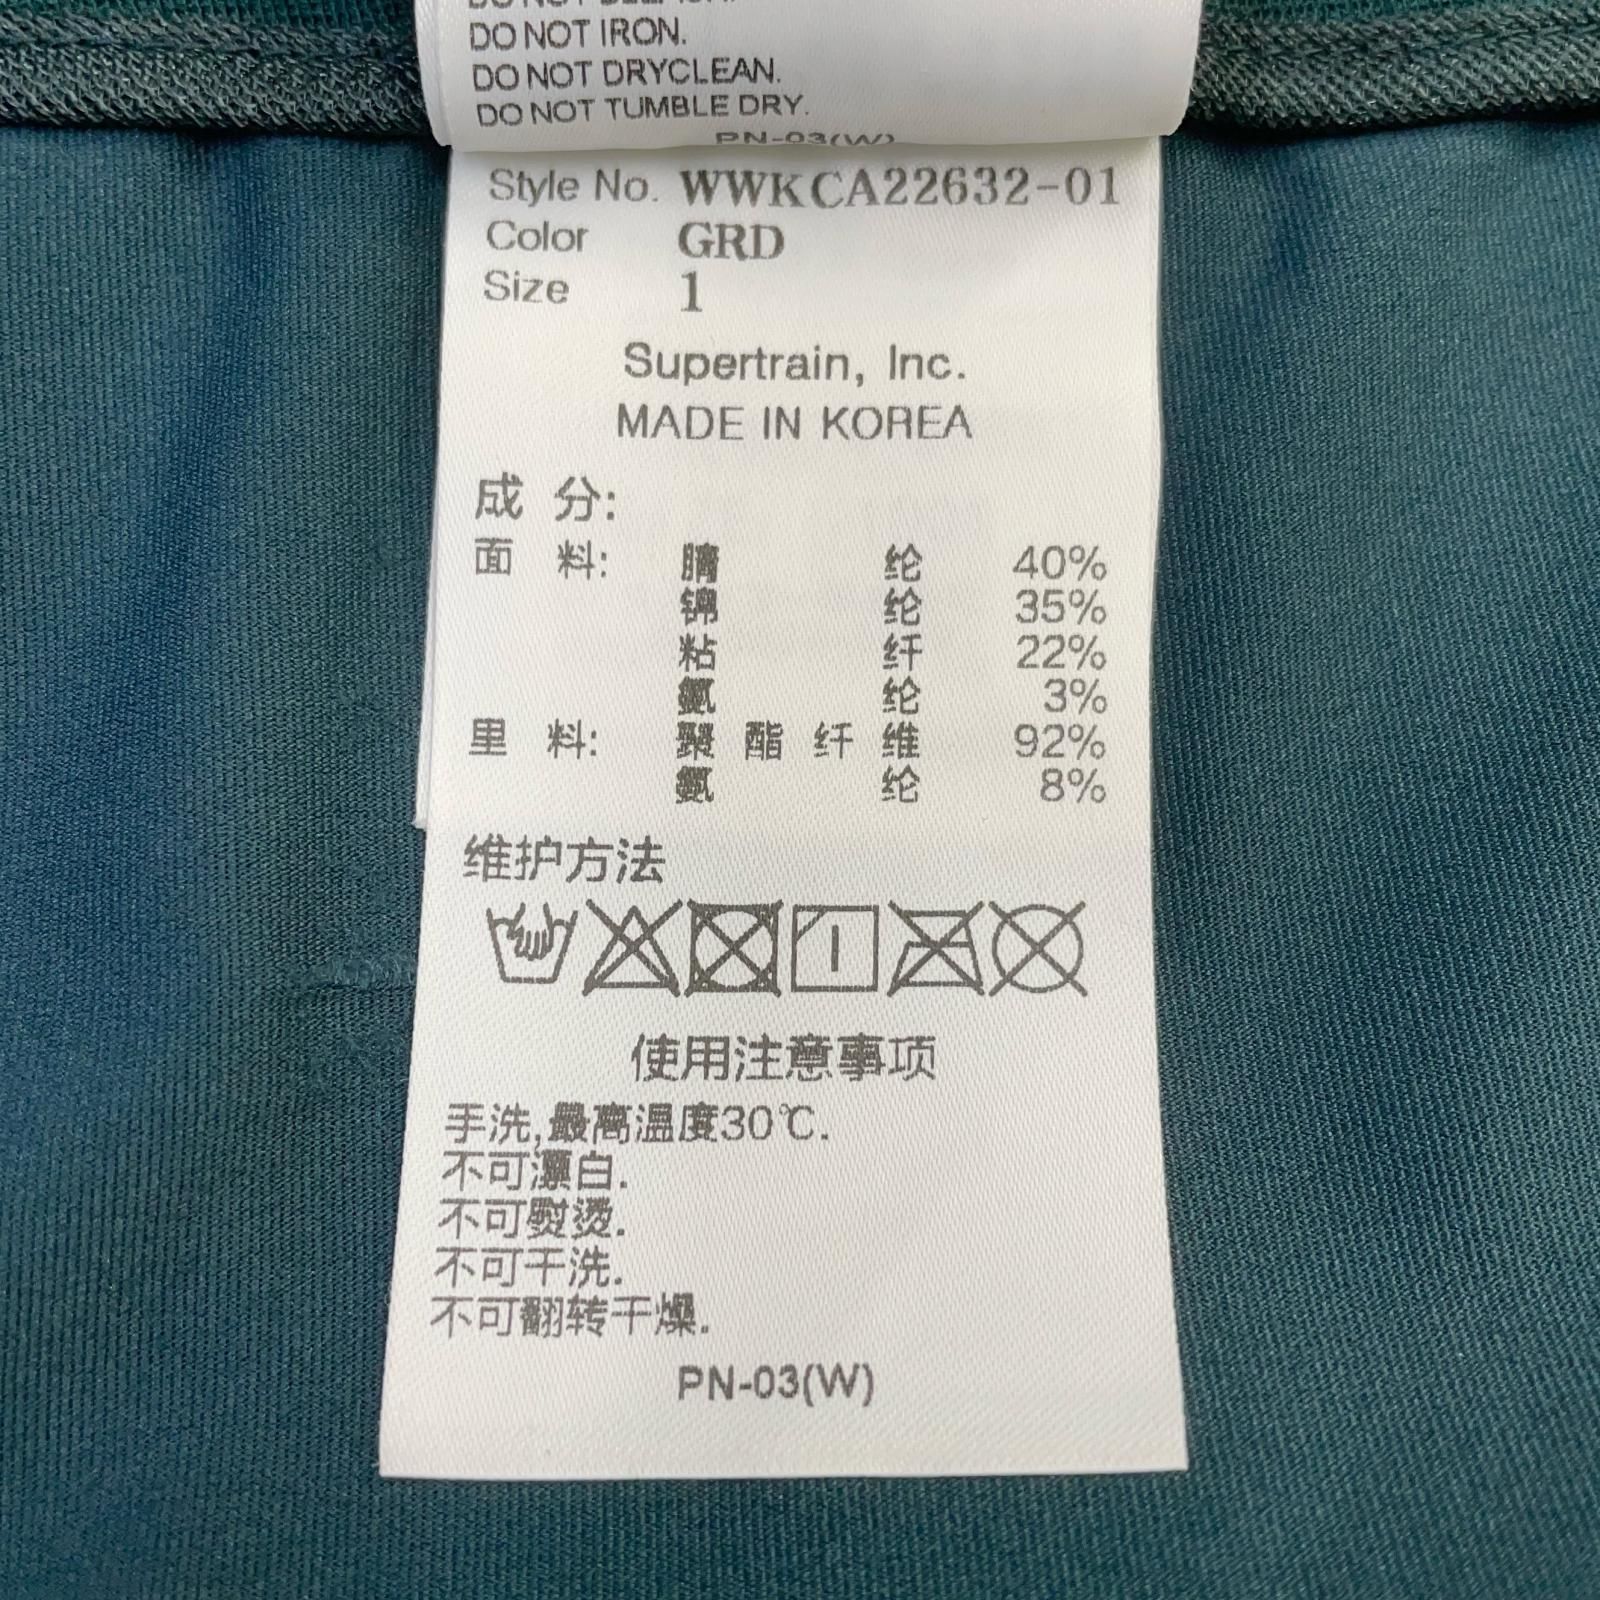 DO NOT IRON.
DO NOT DRYCLEAN.
DO NOT TUMBLE DRY.
PN-03(W)
Style No. WWKCA22632-01
Color GRD
Size 1
Supertrain, Inc.
MADE IN KOREA
成 分:
面 料: 腈 纶 40%
锦 纶 35%
粘 纤 22%
氨 纶 3%
里 料: 聚 酯 纤 维 92%
氨 纶 8%
维护方法
使用注意事项
手洗,最高温度30℃.
不可漂白.
不可熨烫.
不可干洗.
不可翻转干燥.
PN-03(W)